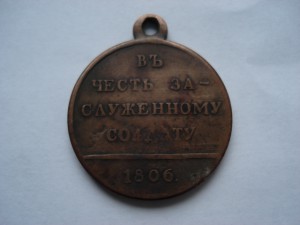 ВЪ
ЧЕСТЬ ЗА-
СЛУЖЕННОМУ
СОЛДАТУ
1806.